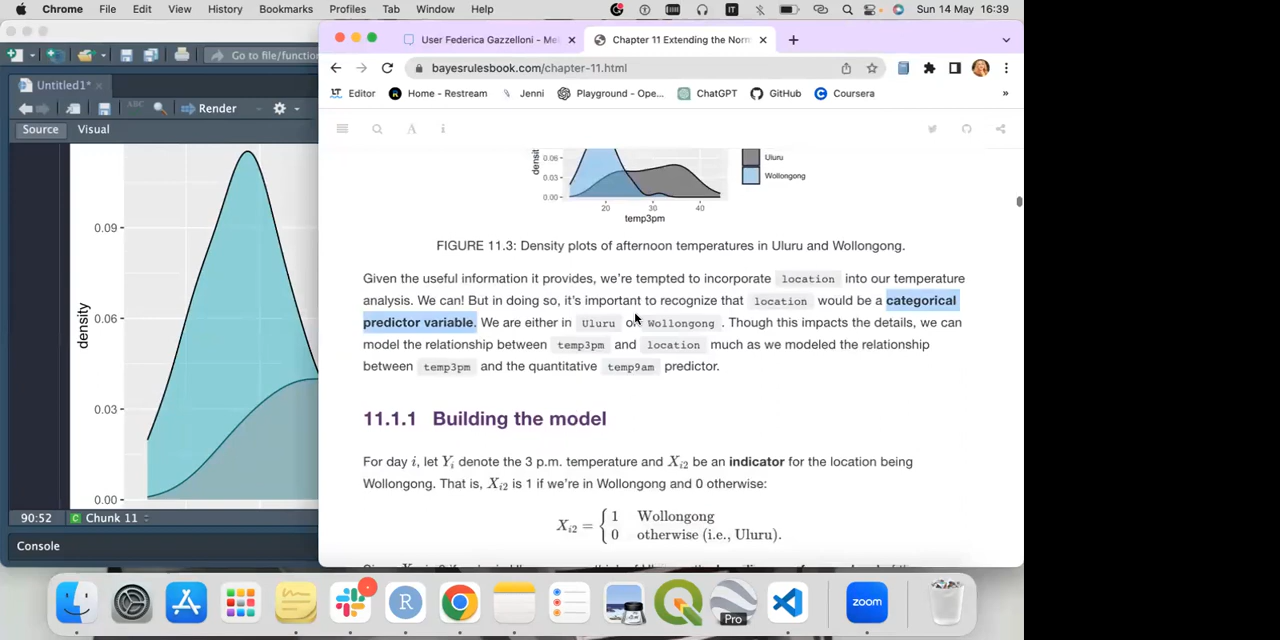 Chrome File Edit View History Bookmarks Profiles Tab Window Help IT Sun 14 May 16:39
Go to file/function
Untitled1*
ABC Render
Source Visual
density
0.09
0.03
0.00
90:52 Chunk 11
Console
User Federica Gazzelloni - Me
Chapter 11 Extending the Norm
bayesrulesbook.com/chapter-11.html
Editor Home - Restream Jenni Playground - Ope... ChatGPT GitHub Coursera »
A i
density
0.06
0.03
0.00
20 30 40
temp3pm
Uluru
Wollongong
FIGURE 11.3: Density plots of afternoon temperatures in Uluru and Wollongong.
Given the useful information it provides, we're tempted to incorporate location into our temperature
analysis. We can! But in doing so, it's important to recognize that location would be a categorical
predictor variable. We are either in Uluru or Wollongong . Though this impacts the details, we can
model the relationship between temp3pm and location much as we modeled the relationship
between temp3pm and the quantitative temp9am predictor.
11.1.1 Building the model
For day i, let Yi denote the 3 p.m. temperature and Xi2 be an indicator for the location being
Wollongong. That is, Xi2 is 1 if we're in Wollongong and 0 otherwise:
Xi2 = { 1 Wollongong
0 otherwise (i.e., Uluru).
R
Pro
zoom